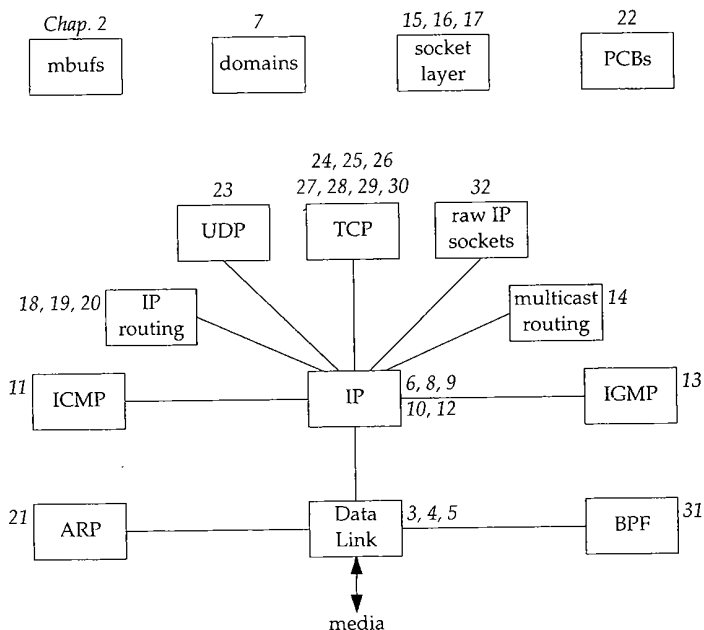 Chap. 2
7
15, 16, 17
22
mbufs
domains
socket
layer
PCBs
24, 25, 26
23
27, 28, 29, 30
32
UDP
TCP
raw IP
sockets
18, 19, 20
IP
routing
multicast
routing
14
11
ICMP
IP
6, 8, 9
10, 12
IGMP
13
21
ARP
Data
Link
3, 4, 5
BPF
31
media